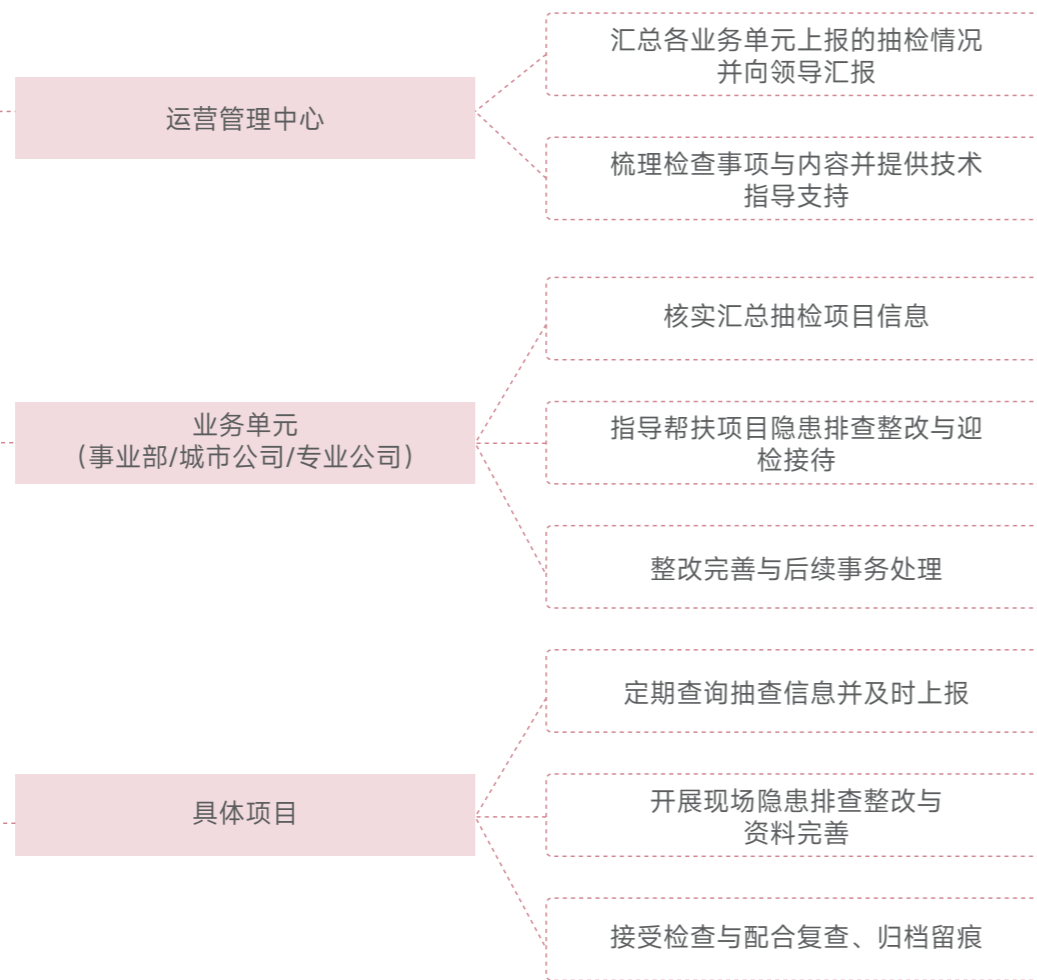 运营管理中心
汇总各业务单元上报的抽检情况
并向领导汇报
梳理检查事项与内容并提供技术
指导支持
业务单元
（事业部/城市公司/专业公司）
核实汇总抽检项目信息
指导帮扶项目隐患排查整改与迎
检接待
整改完善与后续事务处理
具体项目
定期查询抽查信息并及时上报
开展现场隐患排查整改与
资料完善
接受检查与配合复查、归档留痕